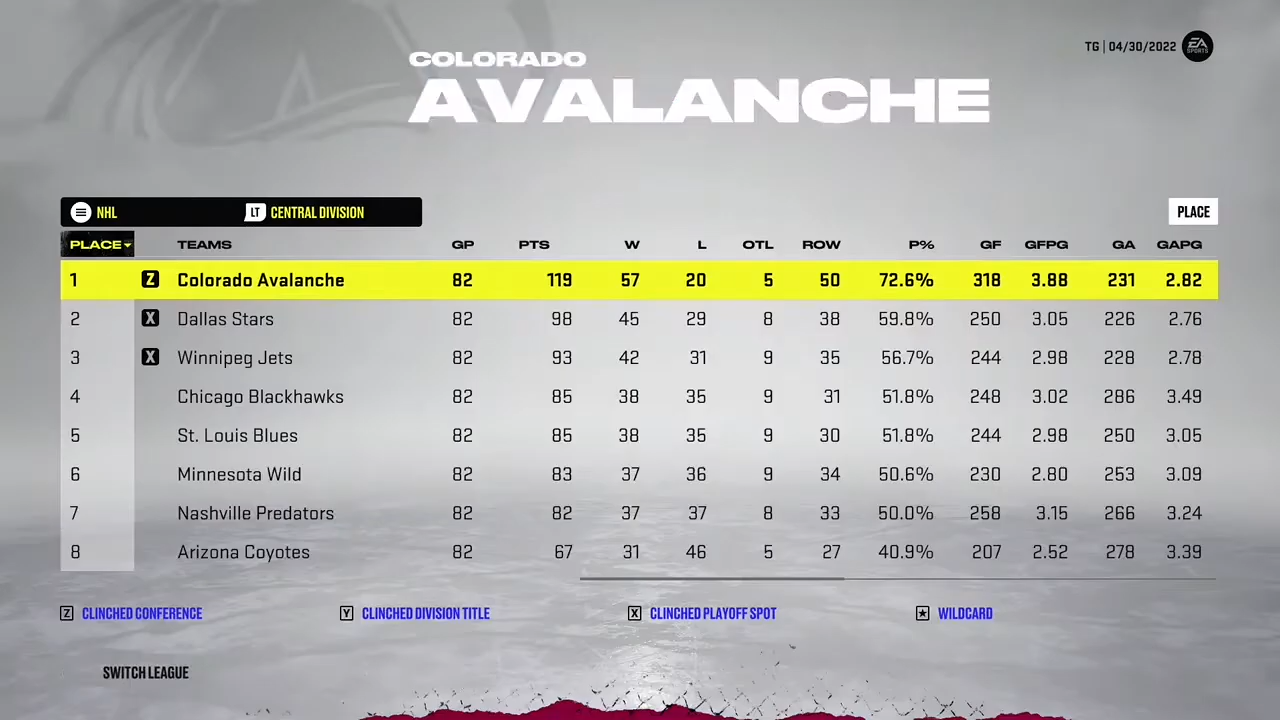 COLORADO
AVALANCHE
TG | 04/30/2022 EA SPORTS
NHL LT CENTRAL DIVISION PLACE
PLACE TEAMS GP PTS W L OTL ROW P% GF GFPG GA GAPG
1 Z Colorado Avalanche 82 119 57 20 5 50 72.6% 318 3.88 231 2.82
2 X Dallas Stars 82 98 45 29 8 38 59.8% 250 3.05 226 2.76
3 X Winnipeg Jets 82 93 42 31 9 35 56.7% 244 2.98 228 2.78
4 Chicago Blackhawks 82 85 38 35 9 31 51.8% 248 3.02 286 3.49
5 St. Louis Blues 82 85 38 35 9 30 51.8% 244 2.98 250 3.05
6 Minnesota Wild 82 83 37 36 9 34 50.6% 230 2.80 253 3.09
7 Nashville Predators 82 82 37 37 8 33 50.0% 258 3.15 266 3.24
8 Arizona Coyotes 82 67 31 46 5 27 40.9% 207 2.52 278 3.39
Z CLINCHED CONFERENCE Y CLINCHED DIVISION TITLE X CLINCHED PLAYOFF SPOT WILDCARD
SWITCH LEAGUE